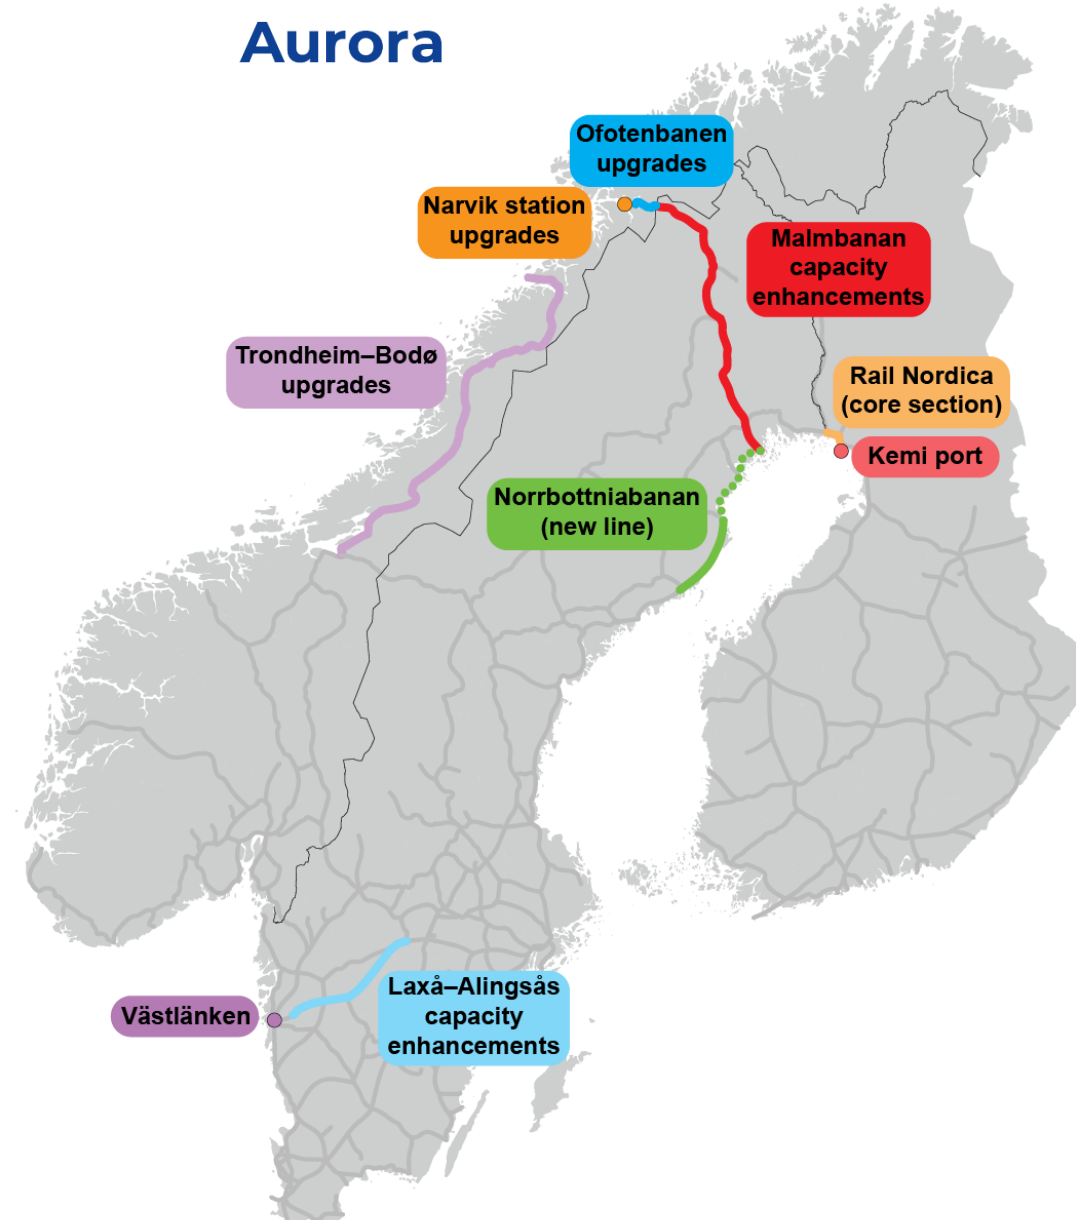 Aurora
Ofotenbanen
upgrades
Narvik station
upgrades
Malmbanan
capacity
enhancements
Trondheim–Bodø
upgrades
Rail Nordica
(core section)
Kemi port
Norrbottniabanan
(new line)
Laxå–Alingsås
capacity
enhancements
Västlänken